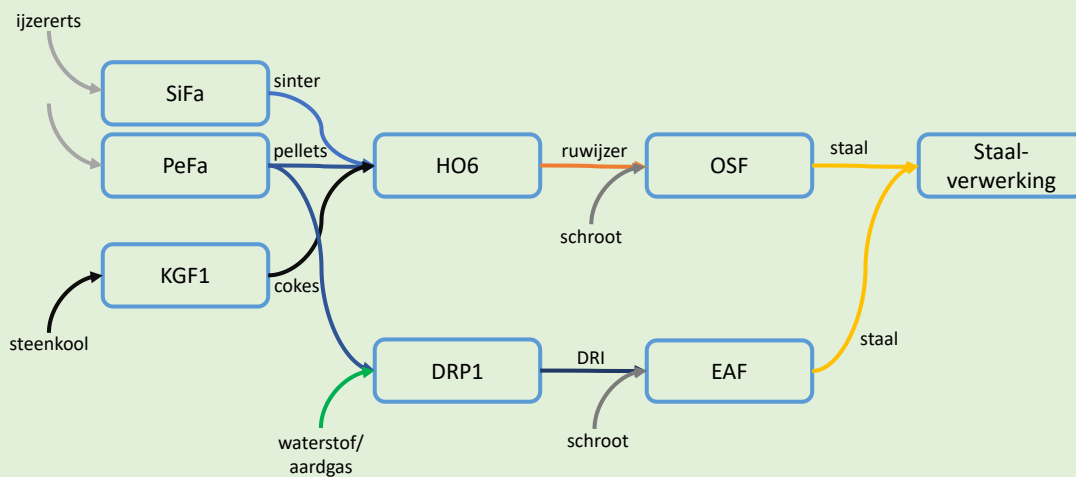 ijzererts
SiFa
sinter
PeFa
pellets
HO6
ruwijzer
OSF
staal
Staal-
verwerking
schroot
KGF1
cokes
steenkool
staal
DRP1
DRI
EAF
waterstof/
aardgas
schroot